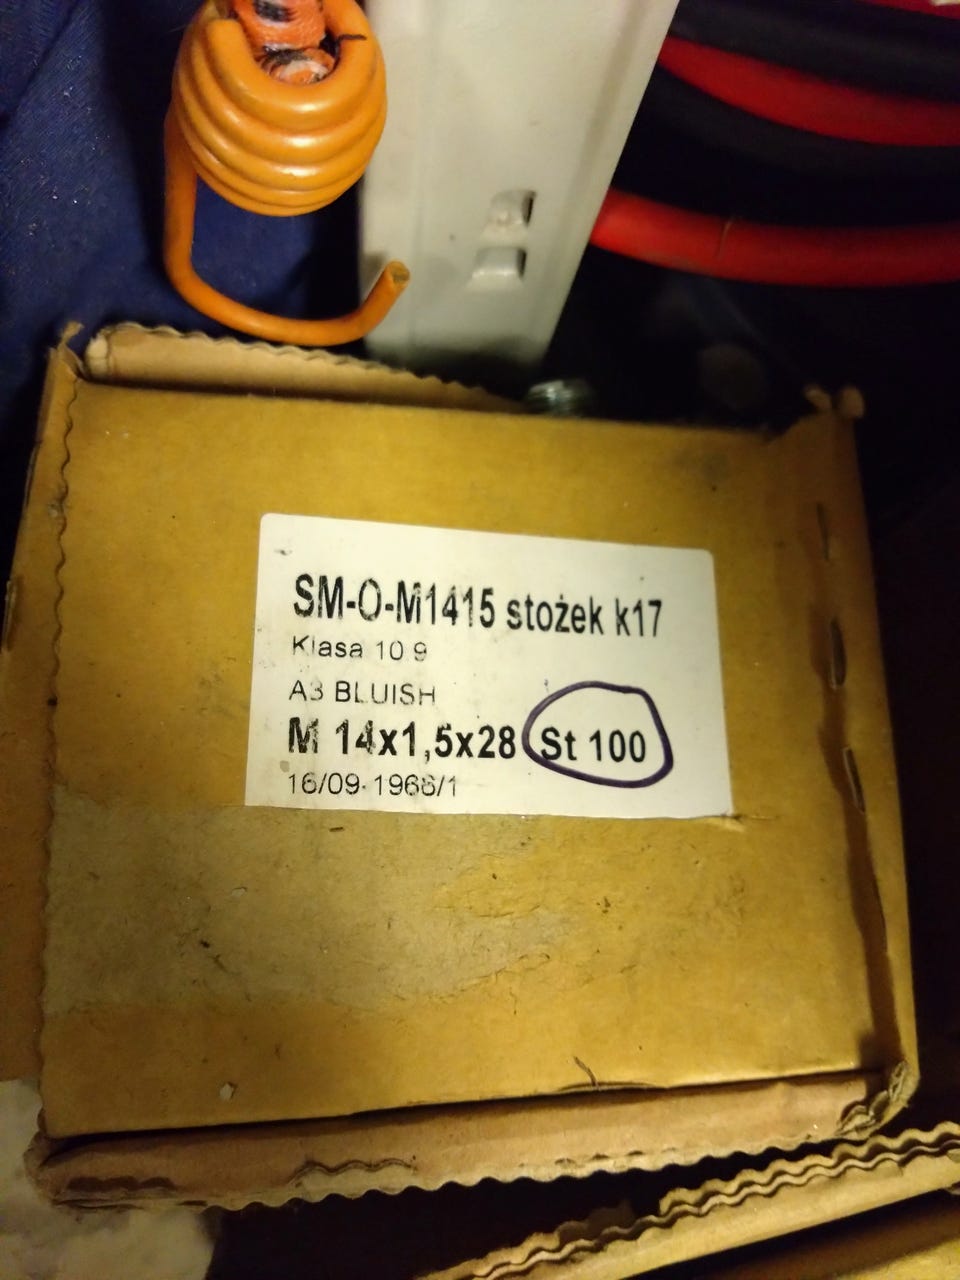 SM-O-M1415 stożek k17
Klasa 10 9
A3 BLUISH
M 14x1,5x28 St 100
16/09-1966/1